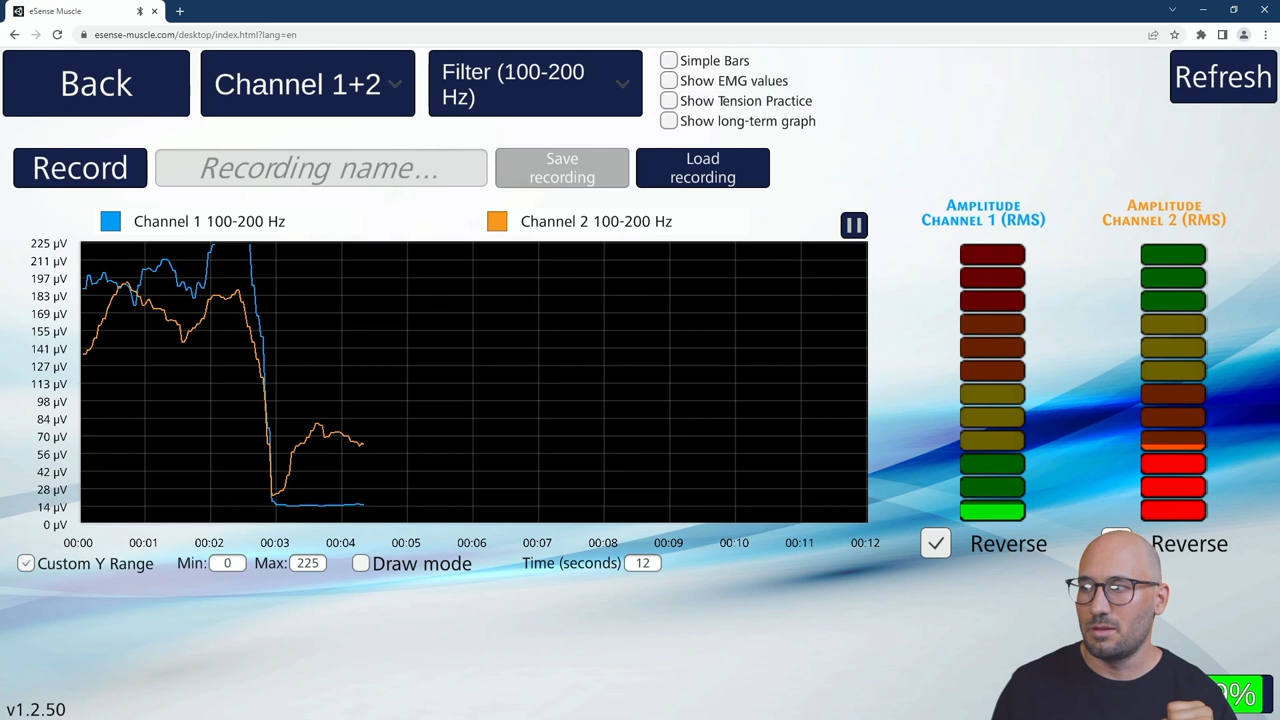 eSense Muscle
esense-muscle.com/desktop/index.html?lang=en
Back
Channel 1+2
Filter (100-200
Hz)
Simple Bars
Show EMG values
Show Tension Practice
Show long-term graph
Refresh
Record
Recording name...
Save
recording
Load
recording
Channel 1 100-200 Hz
Channel 2 100-200 Hz
Amplitude
Channel 1 (RMS)
Amplitude
Channel 2 (RMS)
225 µV
211 µV
197 µV
183 µV
169 µV
155 µV
141 µV
127 µV
113 µV
98 µV
84 µV
70 µV
56 µV
42 µV
28 µV
14 µV
0 µV
00:00 00:01 00:02 00:03 00:04 00:05 00:06 00:07 00:08 00:09 00:10 00:11 00:12
Reverse
Reverse
Custom Y Range Min: 0 Max: 225 Draw mode Time (seconds) 12
v1.2.50